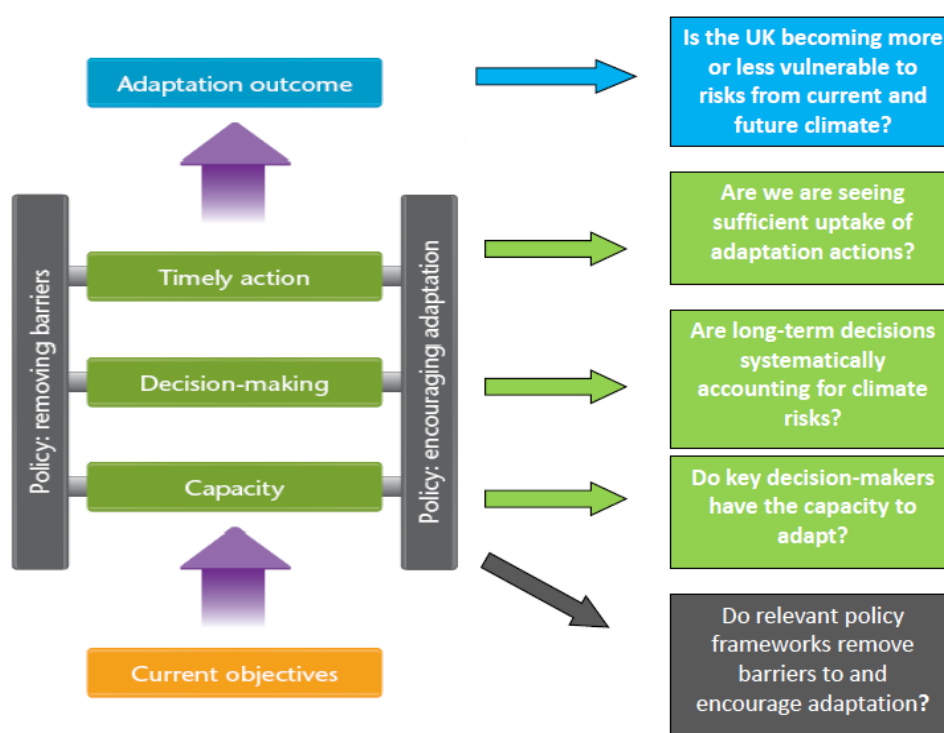 Adaptation outcome
Is the UK becoming more
or less vulnerable to
risks from current and
future climate?
Policy: removing barriers
Policy: encouraging adaptation
Timely action
Are we are seeing
sufficient uptake of
adaptation actions?
Decision-making
Are long-term decisions
systematically
accounting for climate
risks?
Capacity
Do key decision-makers
have the capacity to
adapt?
Current objectives
Do relevant policy
frameworks remove
barriers to and
encourage adaptation?